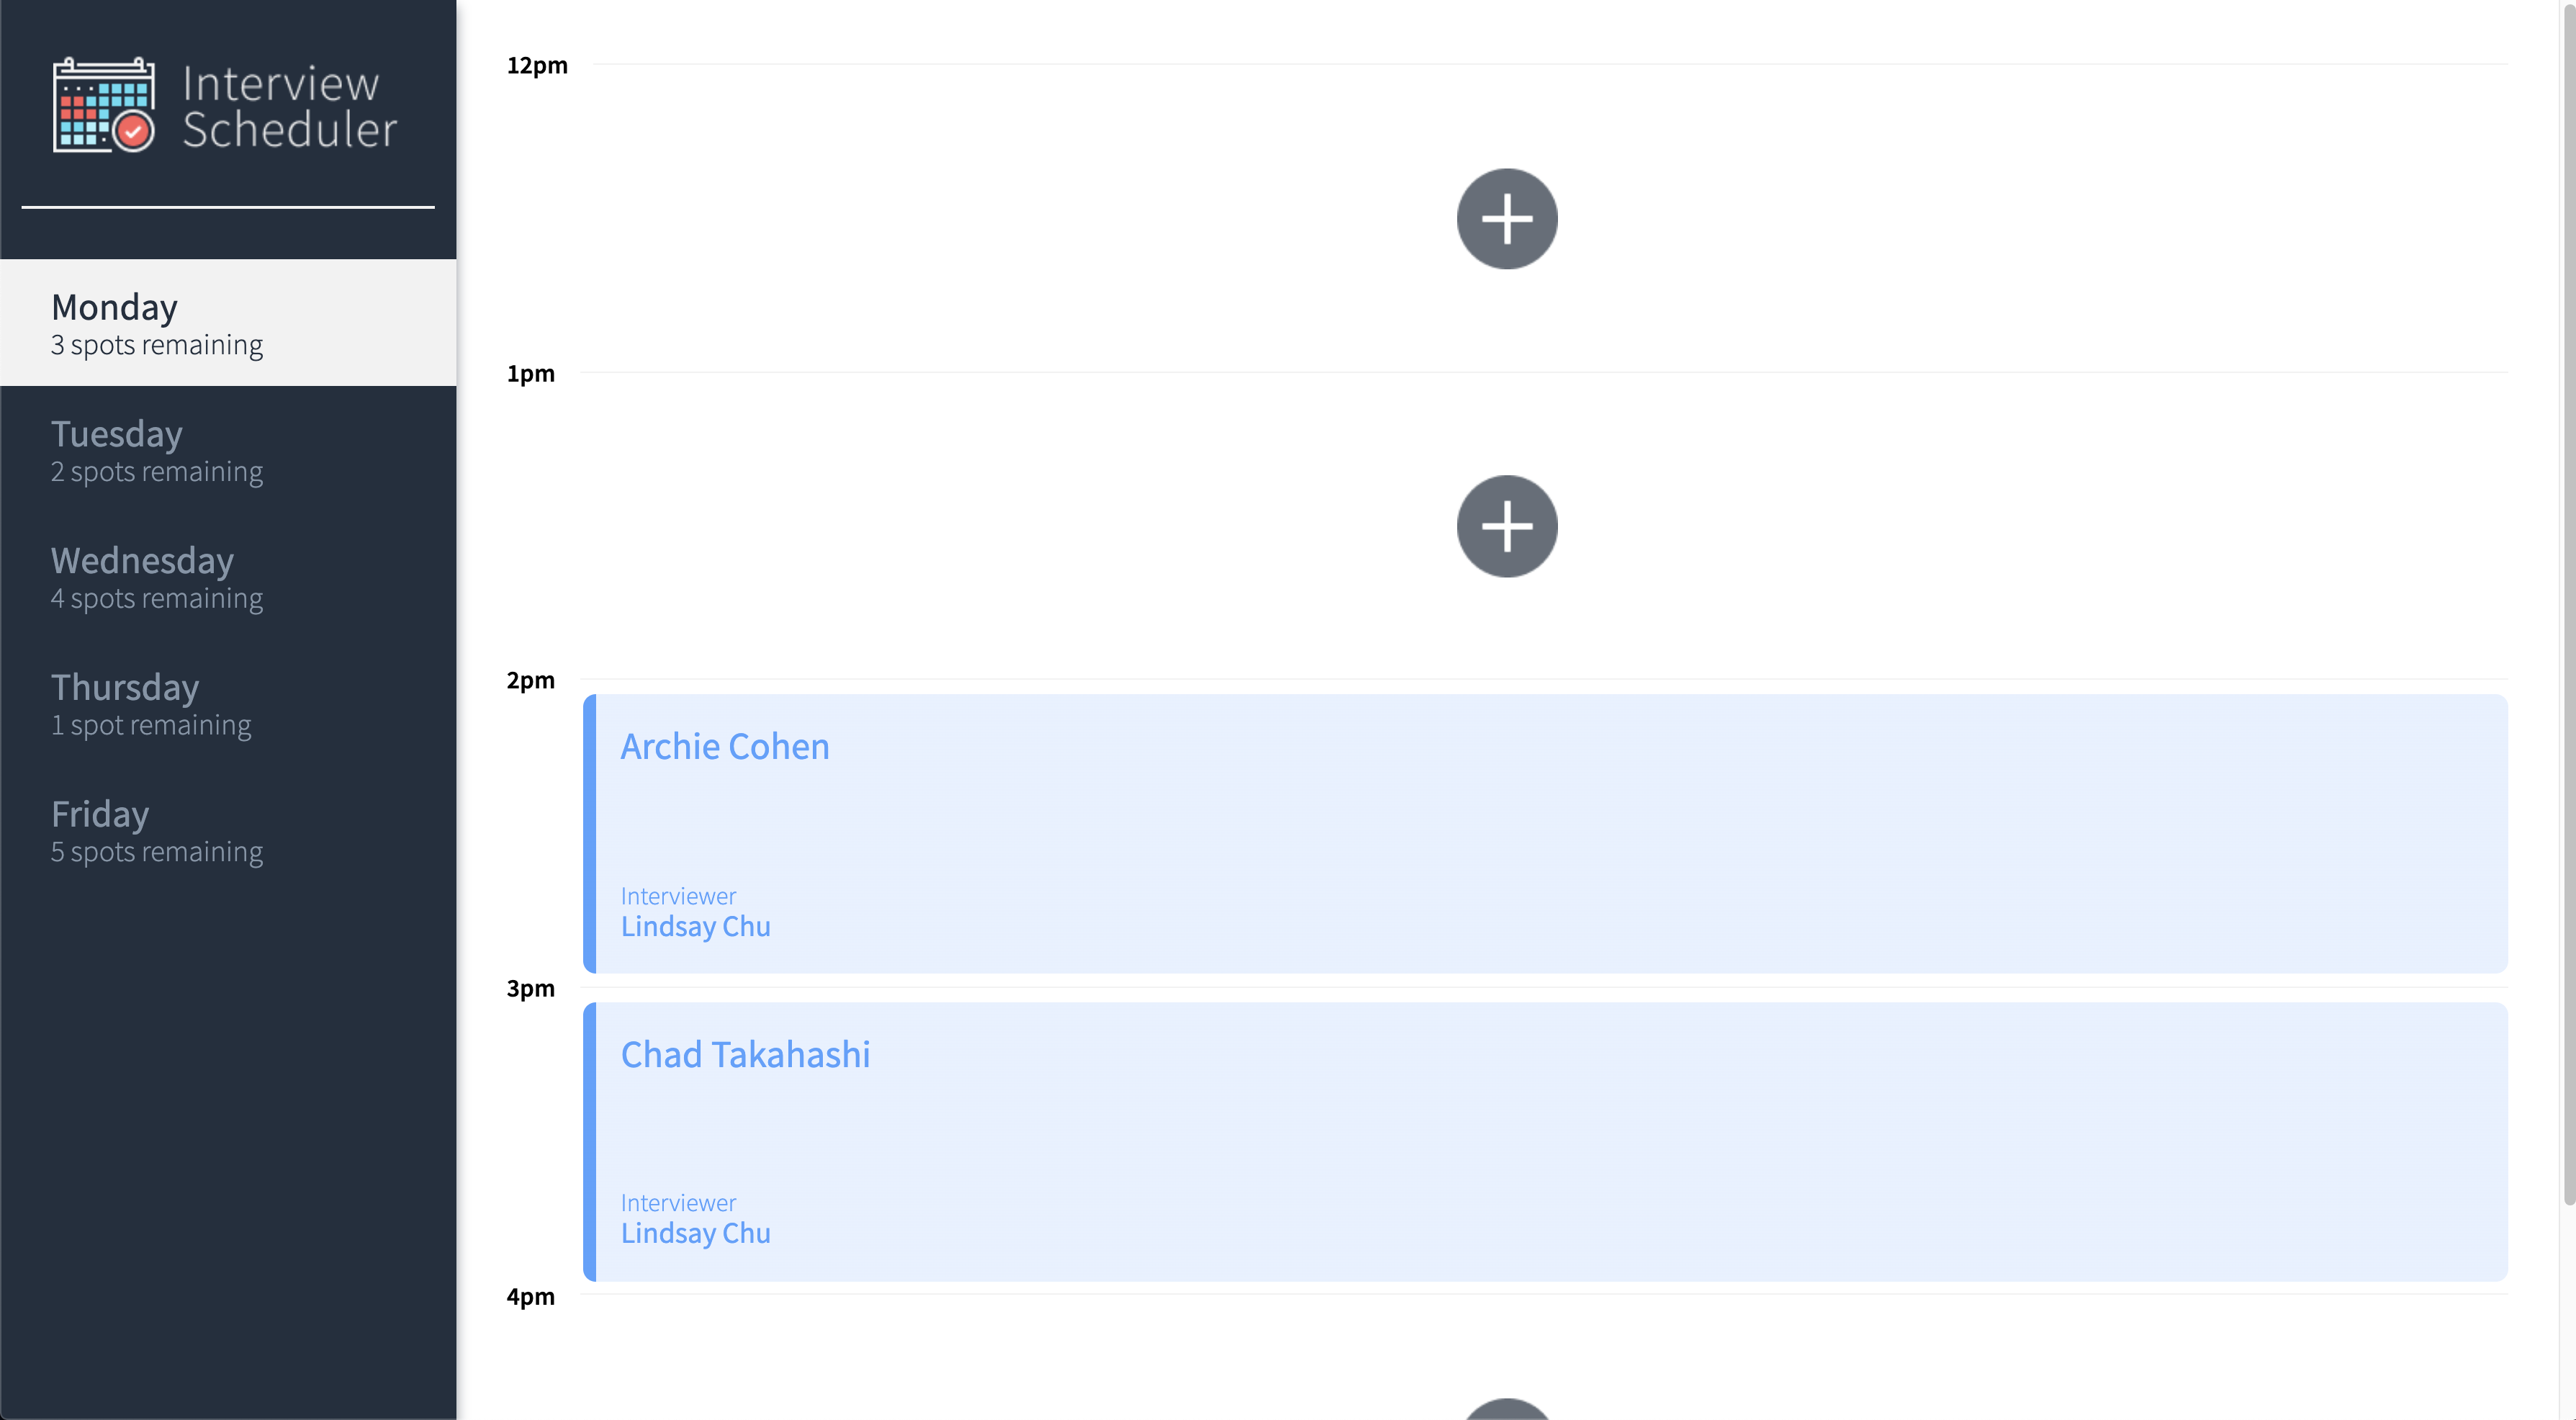 Interview
Scheduler
Monday
3 spots remaining
Tuesday
2 spots remaining
Wednesday
4 spots remaining
Thursday
1 spot remaining
Friday
5 spots remaining
12pm
1pm
2pm
Archie Cohen
Interviewer
Lindsay Chu
3pm
Chad Takahashi
Interviewer
Lindsay Chu
4pm